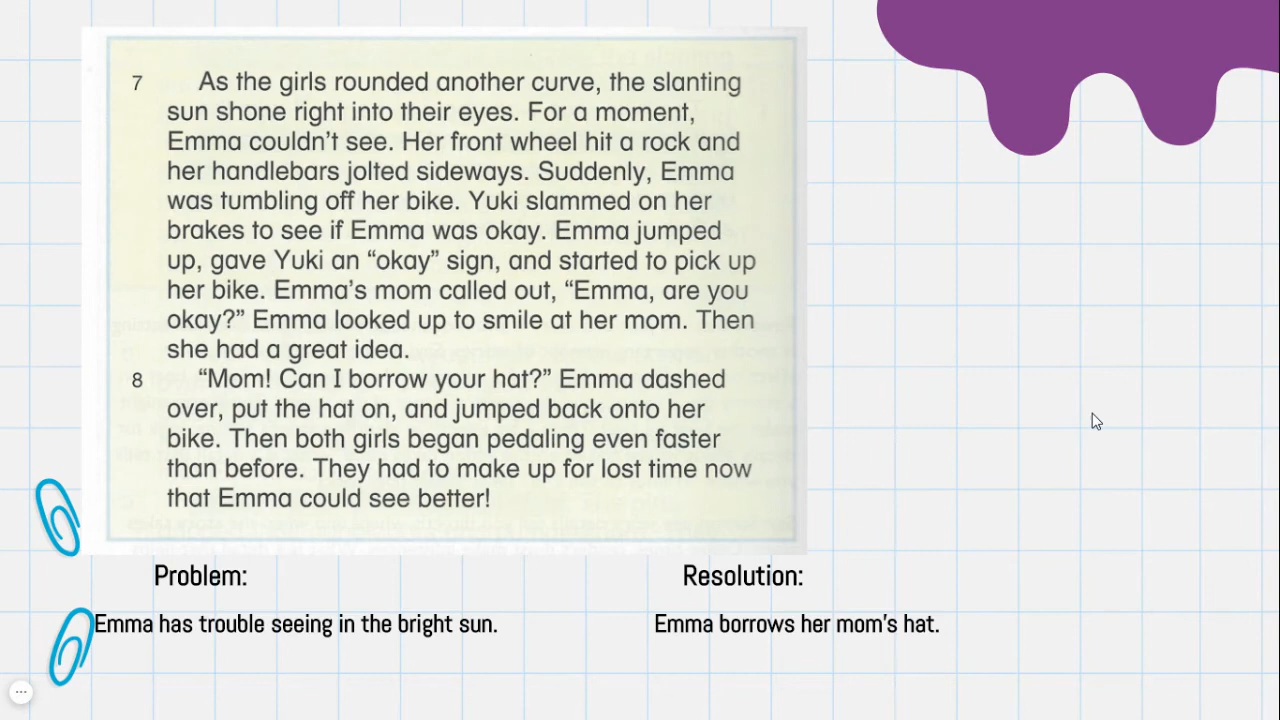 7 As the girls rounded another curve, the slanting
sun shone right into their eyes. For a moment,
Emma couldn’t see. Her front wheel hit a rock and
her handlebars jolted sideways. Suddenly, Emma
was tumbling off her bike. Yuki slammed on her
brakes to see if Emma was okay. Emma jumped
up, gave Yuki an “okay” sign, and started to pick up
her bike. Emma’s mom called out, “Emma, are you
okay?” Emma looked up to smile at her mom. Then
she had a great idea.
8 “Mom! Can I borrow your hat?” Emma dashed
over, put the hat on, and jumped back onto her
bike. Then both girls began pedaling even faster
than before. They had to make up for lost time now
that Emma could see better!
Problem:
Emma has trouble seeing in the bright sun.
Resolution:
Emma borrows her mom's hat.